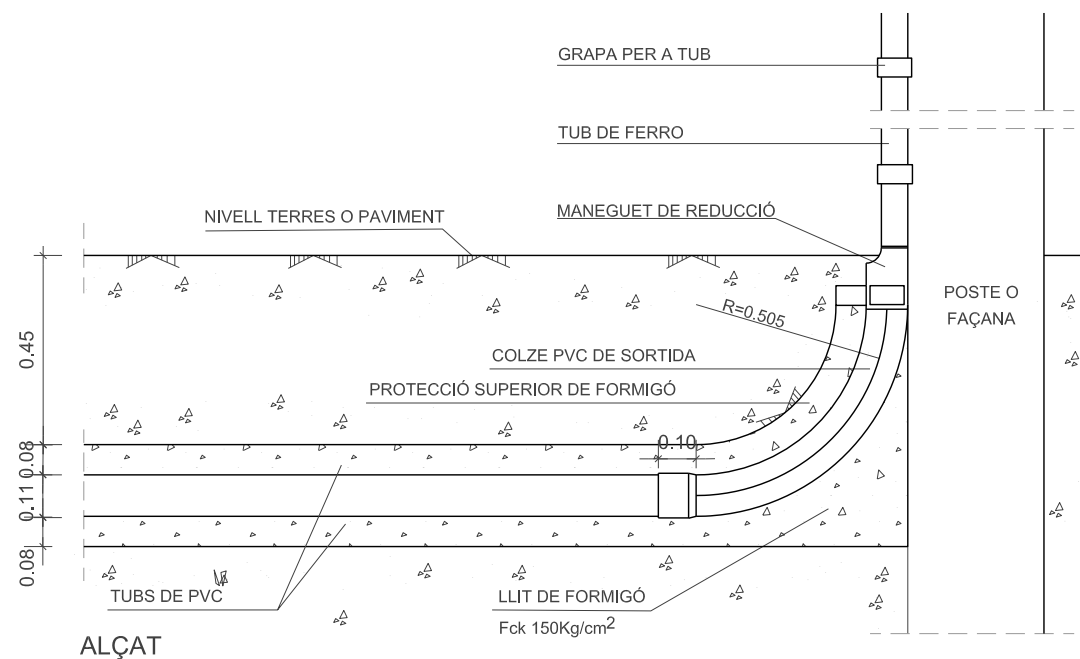 GRAPA PER A TUB
TUB DE FERRO
NIVELL TERRES O PAVIMENT
MANEGUET DE REDUCCIÓ
POSTE O
FAÇANA
R=0.505
0.45
COLZE PVC DE SORTIDA
PROTECCIÓ SUPERIOR DE FORMIGÓ
0.10
0.08
0.11
0.08
TUBS DE PVC
LLIT DE FORMIGÓ
Fck 150Kg/cm²
ALÇAT